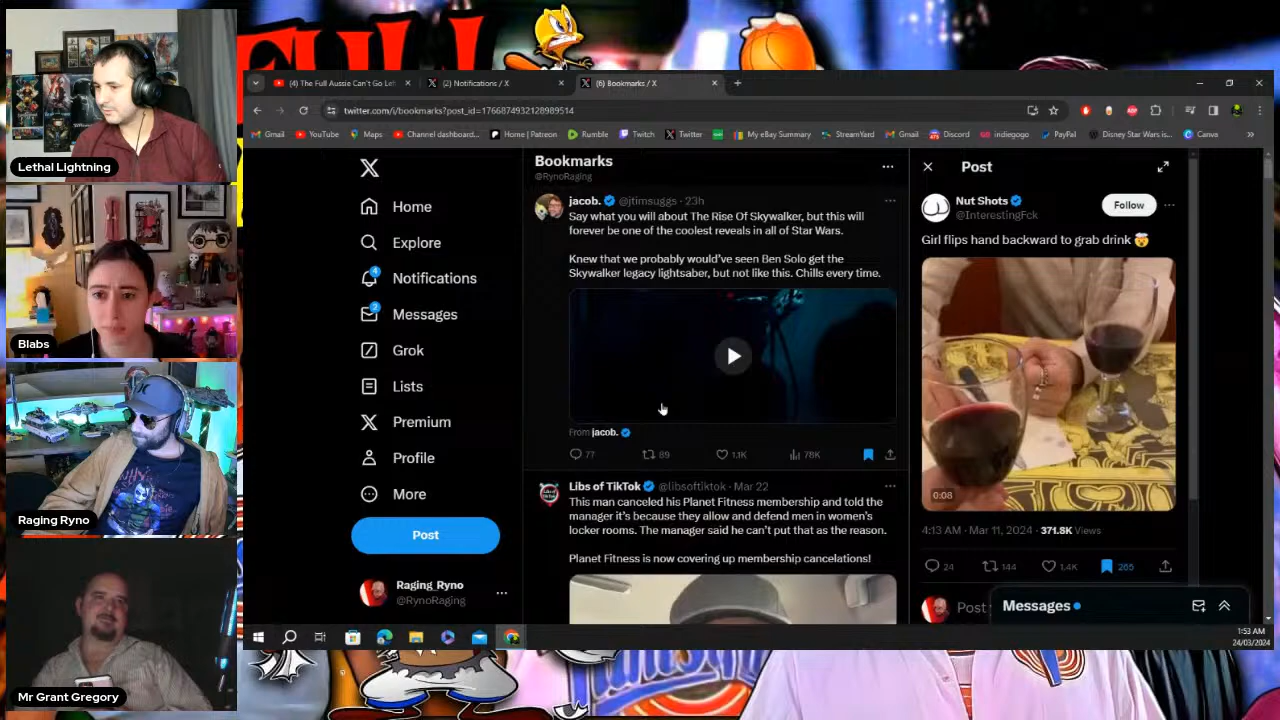 FULL
Lethal Lightning
Blabs
Raging Ryno
Mr Grant Gregory
(4) The Full Aussie Can't Go Lef
(2) Notifications / X
(6) Bookmarks / X
twitter.com/i/bookmarks?post_id=1766874932128989514
Gmail
YouTube
Maps
Channel dashboard...
Home | Patreon
Rumble
Twitch
Twitter
My eBay Summary
StreamYard
Gmail
Discord
indiegogo
PayPal
Disney Star Wars is...
Canva
Home
Explore
4
Notifications
2
Messages
Grok
Lists
Premium
Profile
More
Post
Raging_Ryno
@RynoRaging
Bookmarks
@RynoRaging
jacob. @jtimsuggs · 23h
Say what you will about The Rise Of Skywalker, but this will
forever be one of the coolest reveals in all of Star Wars.
Knew that we probably would've seen Ben Solo get the
Skywalker legacy lightsaber, but not like this. Chills every time.
From jacob.
77
89
1.1K
78K
Libs of TikTok @libsoftiktok · Mar 22
This man canceled his Planet Fitness membership and told the
manager it's because they allow and defend men in women's
locker rooms. The manager said he can't put that as the reason.
Planet Fitness is now covering up membership cancelations!
Post
Nut Shots
@InterestingFck
Follow
Girl flips hand backward to grab drink 🤯
0:08
4:13 AM · Mar 11, 2024 · 371.8K Views
24
144
1.4K
265
Post
Messages
1:53 AM
24/03/2024